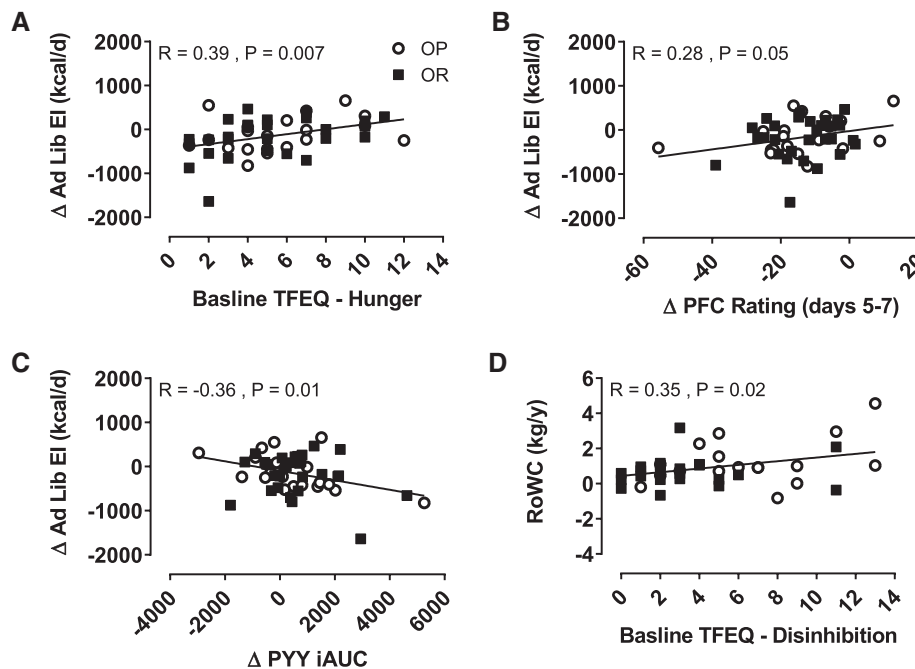 A
B
R = 0.39 , P = 0.007
OP
OR
Δ Ad Lib EI (kcal/d)
2000
1000
0
-1000
-2000
0
2
4
6
8
10
12
14
Basline TFEQ - Hunger
R = 0.28 , P = 0.05
Δ Ad Lib EI (kcal/d)
2000
1000
0
-1000
-2000
-60
-40
-20
0
20
Δ PFC Rating (days 5-7)
C
D
R = -0.36 , P = 0.01
Δ Ad Lib EI (kcal/d)
2000
1000
0
-1000
-2000
-4000
-2000
0
2000
4000
6000
Δ PYY iAUC
R = 0.35 , P = 0.02
RoWC (kg/y)
6
4
2
0
-2
-4
0
2
4
6
8
10
12
14
Basline TFEQ - Disinhibition